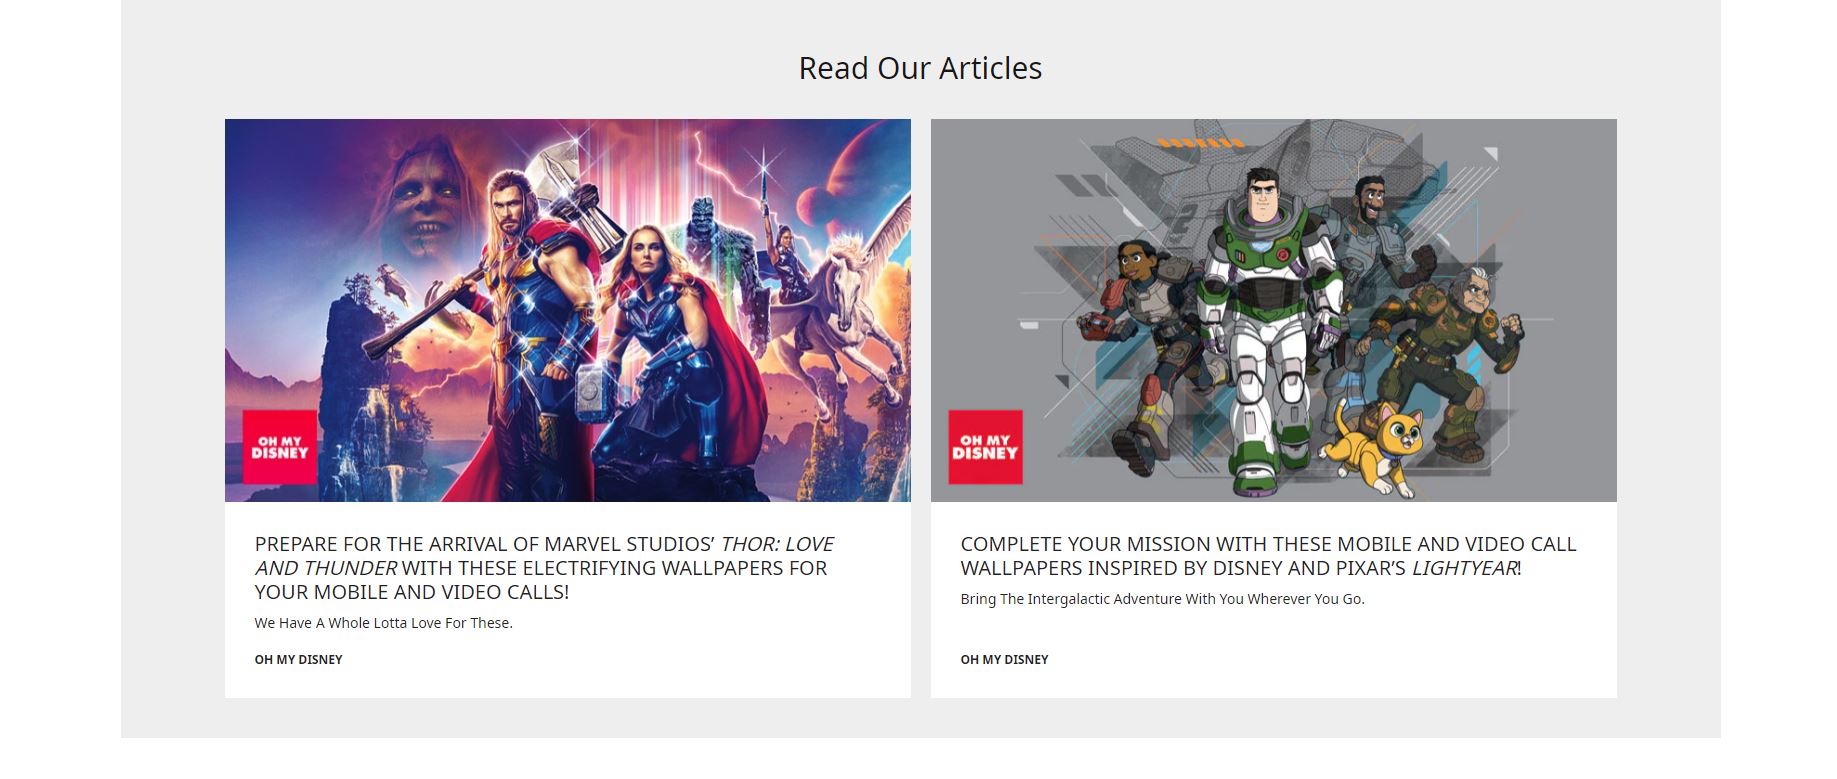 Read Our Articles
OH MY
DISNEY
PREPARE FOR THE ARRIVAL OF MARVEL STUDIOS’ THOR: LOVE
AND THUNDER WITH THESE ELECTRIFYING WALLPAPERS FOR
YOUR MOBILE AND VIDEO CALLS!
We Have A Whole Lotta Love For These.
OH MY DISNEY
OH MY
DISNEY
COMPLETE YOUR MISSION WITH THESE MOBILE AND VIDEO CALL
WALLPAPERS INSPIRED BY DISNEY AND PIXAR’S LIGHTYEAR!
Bring The Intergalactic Adventure With You Wherever You Go.
OH MY DISNEY